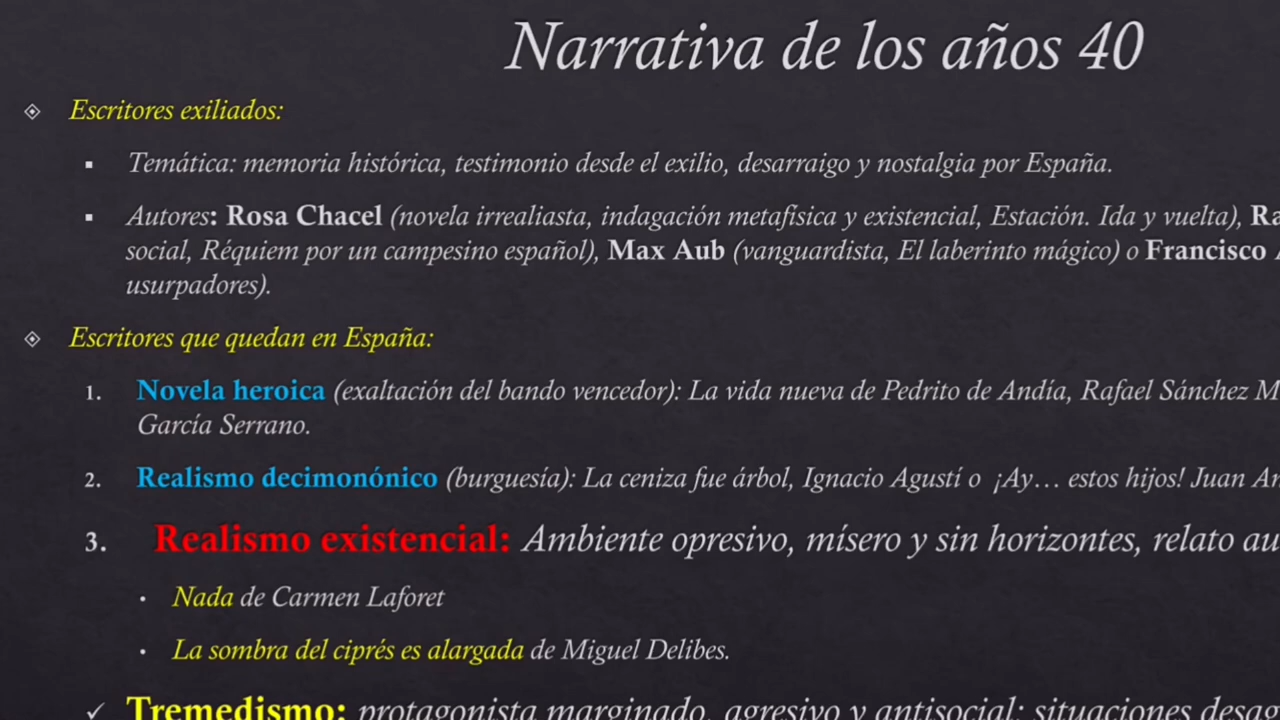 Narrativa de los años 40
Escritores exiliados:
Temática: memoria histórica, testimonio desde el exilio, desarraigo y nostalgia por España.
Autores: Rosa Chacel (novela irrealiasta, indagación metafísica y existencial, Estación. Ida y vuelta),
social, Réquiem por un campesino español), Max Aub (vanguardista, El laberinto mágico) o Francisco
usurpadores).
Escritores que quedan en España:
1. Novela heroica (exaltación del bando vencedor): La vida nueva de Pedrito de Andía, Rafael Sánchez
García Serrano.
2. Realismo decimonónico (burguesía): La ceniza fue árbol, Ignacio Agustí o ¡Ay… estos hijos! Juan
3. Realismo existencial: Ambiente opresivo, mísero y sin horizontes, relato
Nada de Carmen Laforet
La sombra del ciprés es alargada de Miguel Delibes.
Tremedismo: protagonista marginado, agresivo y antisocial; situaciones